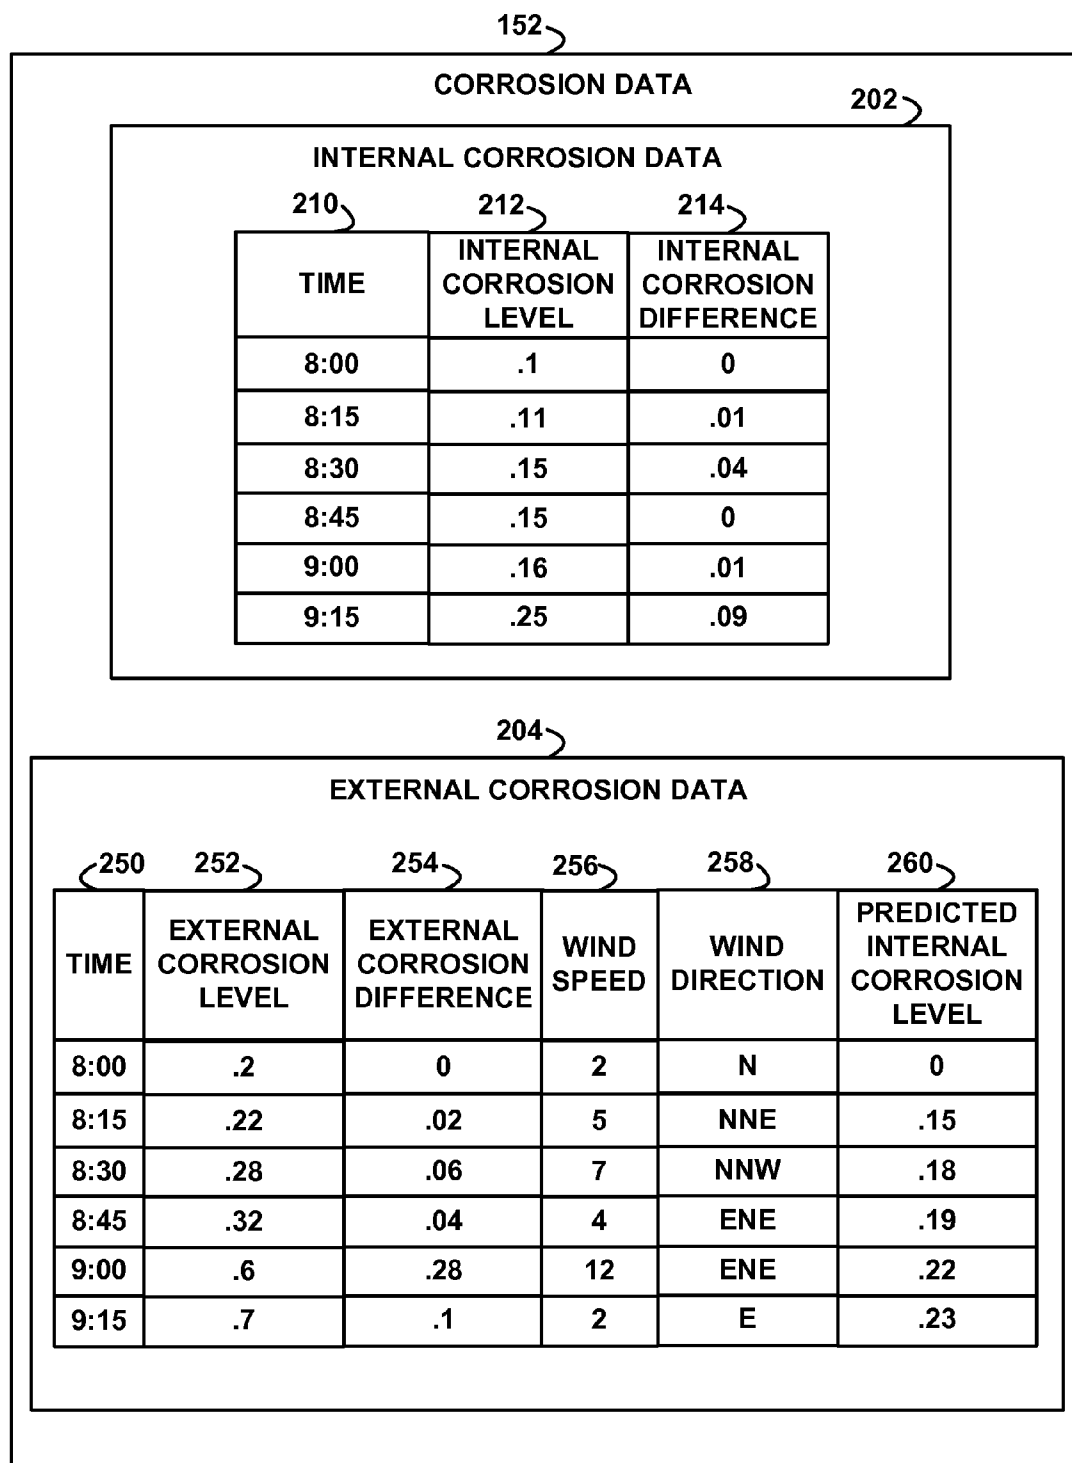 152
CORROSION DATA
202
INTERNAL CORROSION DATA
210 212 214
TIME INTERNAL CORROSION LEVEL INTERNAL CORROSION DIFFERENCE
8:00 .1 0
8:15 .11 .01
8:30 .15 .04
8:45 .15 0
9:00 .16 .01
9:15 .25 .09
204
EXTERNAL CORROSION DATA
250 252 254 256 258 260
TIME EXTERNAL CORROSION LEVEL EXTERNAL CORROSION DIFFERENCE WIND SPEED WIND DIRECTION PREDICTED INTERNAL CORROSION LEVEL
8:00 .2 0 2 N 0
8:15 .22 .02 5 NNE .15
8:30 .28 .06 7 NNW .18
8:45 .32 .04 4 ENE .19
9:00 .6 .28 12 ENE .22
9:15 .7 .1 2 E .23